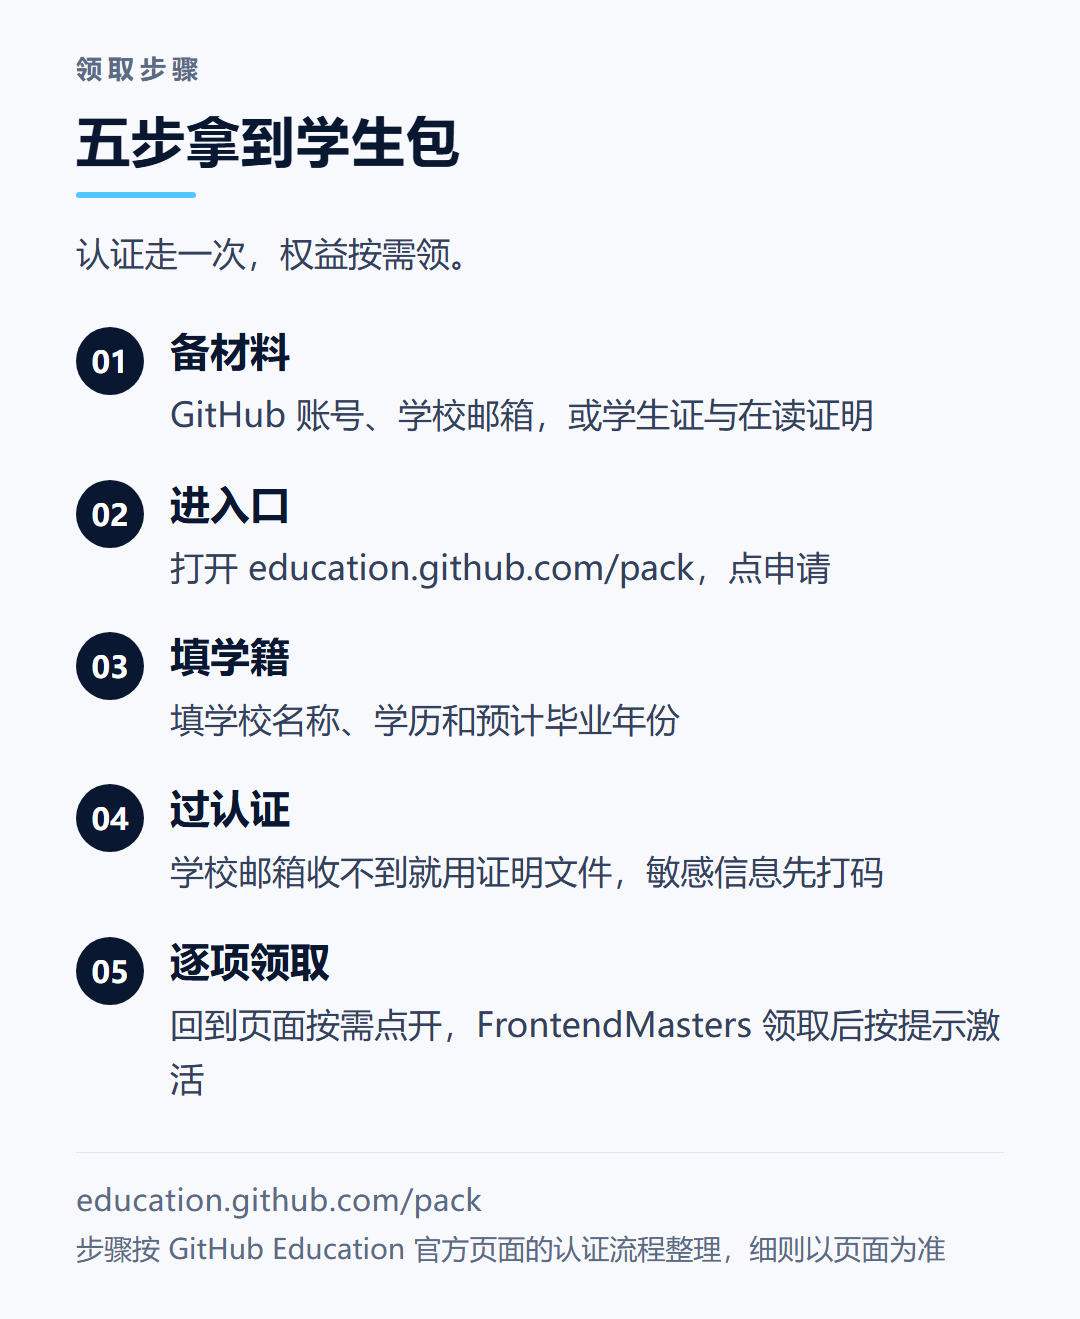 领取步骤
五步拿到学生包
认证走一次，权益按需领。
01
备材料
GitHub 账号、学校邮箱，或学生证与在读证明
02
进入口
打开 education.github.com/pack，点申请
03
填学籍
填学校名称、学历和预计毕业年份
04
过认证
学校邮箱收不到就用证明文件，敏感信息先打码
05
逐项领取
回到页面按需点开，FrontendMasters 领取后按提示激
活
education.github.com/pack
步骤按 GitHub Education 官方页面的认证流程整理，细则以页面为准